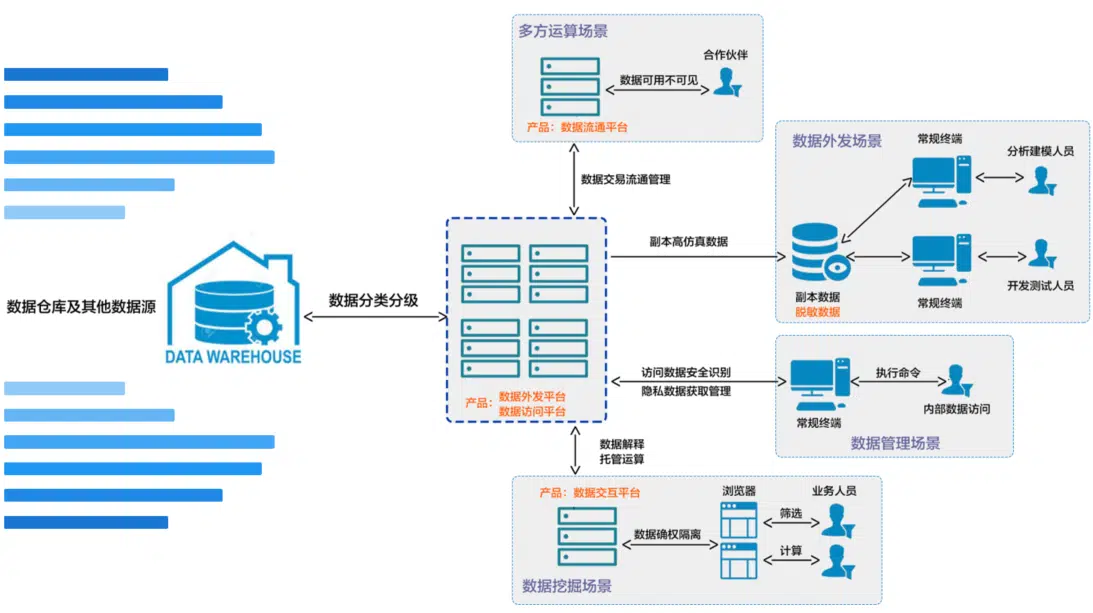 多方运算场景
合作伙伴
数据可用不可见
产品：数据流通平台
数据交易流通管理
数据外发场景
常规终端
分析建模人员
副本高仿真数据
副本数据
脱敏数据
常规终端
开发测试人员
数据仓库及其他数据源
DATA WAREHOUSE
数据分类分级
产品：
数据外发平台
数据访问平台
访问数据安全识别
隐私数据获取管理
执行命令
常规终端
内部数据访问
数据管理场景
数据解释
托管运算
产品：数据交互平台
浏览器
业务人员
筛选
数据确权隔离
计算
数据挖掘场景